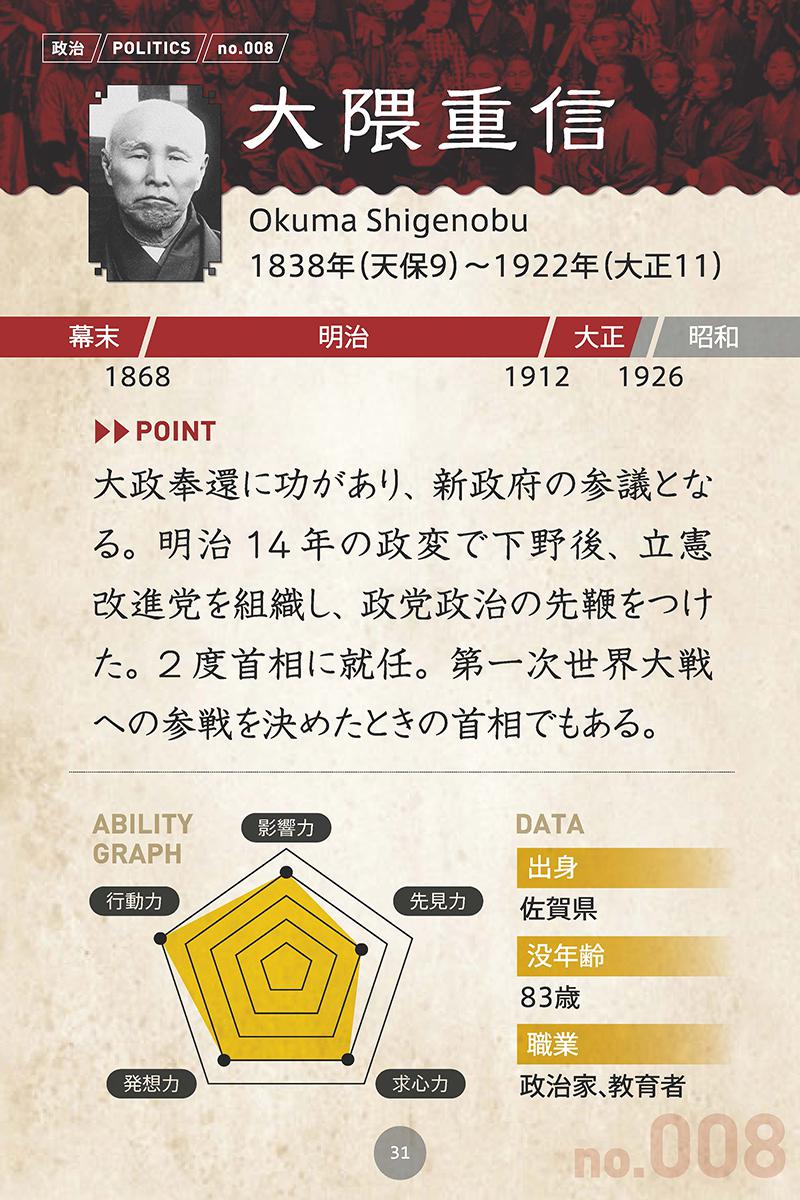 政治 POLITICS no.008
大隈重信
Okuma Shigenobu
1838年(天保9)～1922年(大正11)
幕末 明治 大正 昭和
1868 1912 1926
POINT
大政奉還に功があり、新政府の参議とな
る。明治14年の政変で下野後、立憲
改進党を組織し、政党政治の先鞭をつけ
た。2度首相に就任。第一次世界大戦
への参戦を決めたときの首相でもある。
ABILITY
GRAPH
影響力
行動力
先見力
発想力
求心力
DATA
出身
佐賀県
没年齢
83歳
職業
政治家、教育者
31
no.008